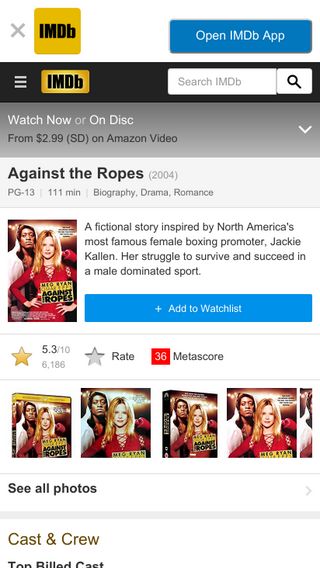 IMDb
Open IMDb App
IMDb
Search IMDb
Watch Now or On Disc
From $2.99 (SD) on Amazon Video
Against the Ropes (2004)
PG-13 | 111 min | Biography, Drama, Romance
A fictional story inspired by North America's
most famous female boxing promoter, Jackie
Kallen. Her struggle to survive and succeed in
a male dominated sport.
MEG RYAN
AGAINST
THE
ROPES
+ Add to Watchlist
5.3/10
6,186
Rate
36 Metascore
MEG RYAN
See all photos
Cast & Crew
Top Billed Cast